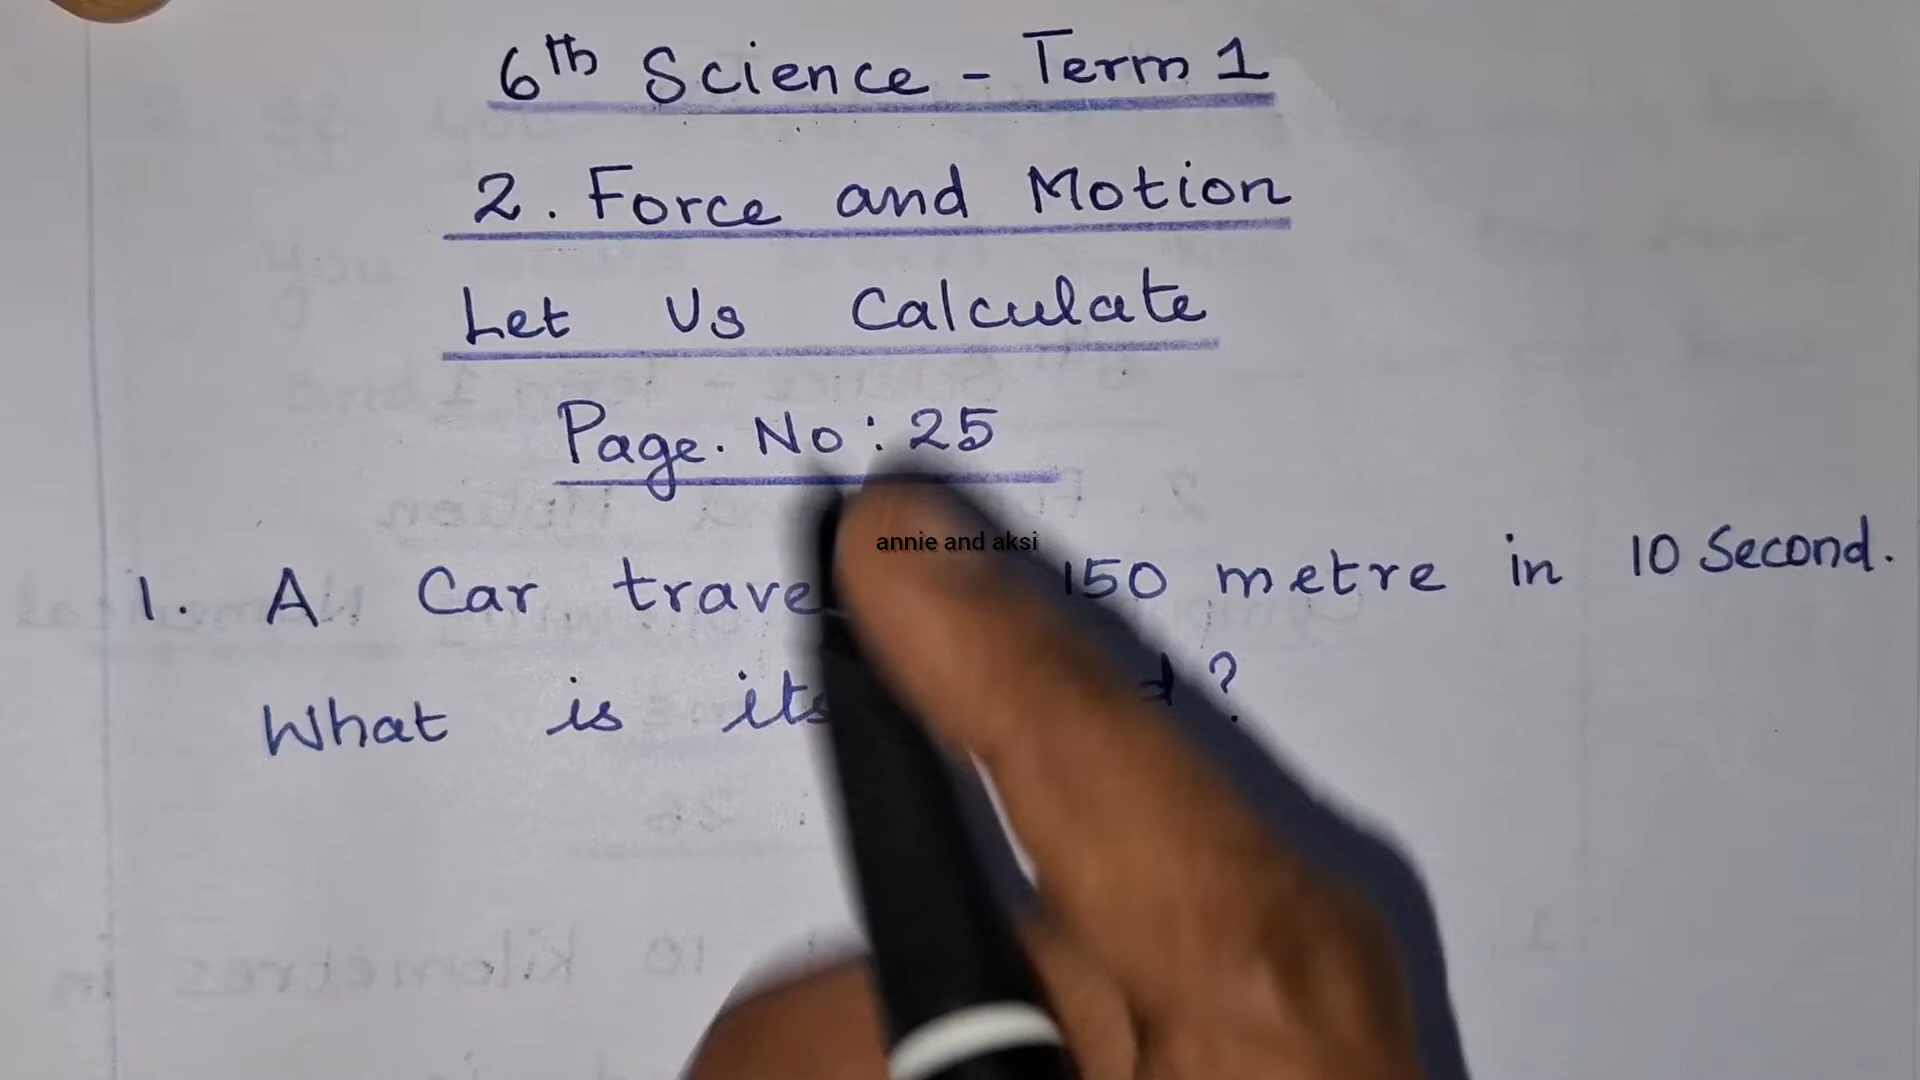 6th Science - Term 1
2. Force and Motion
Let Us Calculate
Page. No: 25
annie and aksi
1. A Car 150 metre in 10 Second.
What is its ?